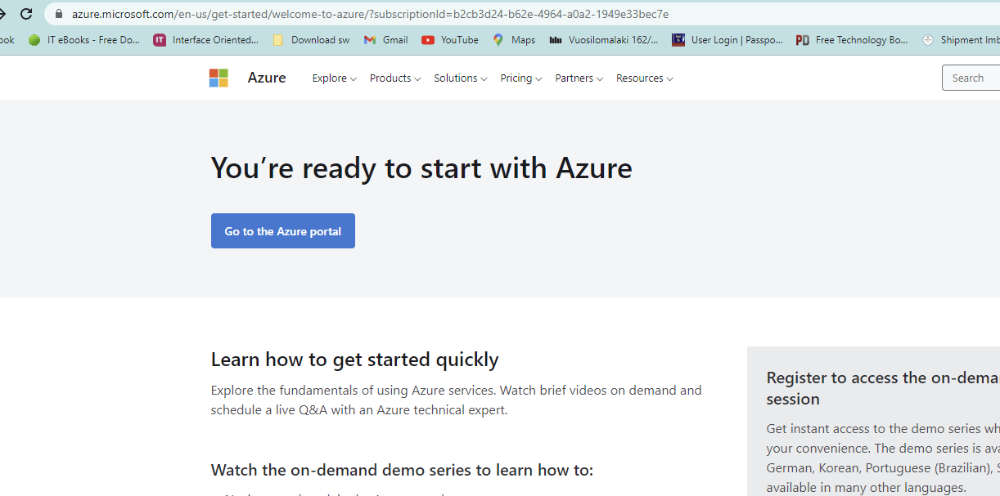 azure.microsoft.com/en-us/get-started/welcome-to-azure/?subscriptionId=b2cb3d24-b62e-4964-a0a2-1949e33bec7e
ook IT eBooks - Free Do... Interface Oriented... Download sw Gmail YouTube Maps Vuosilomalaki 162/... User Login | Passpo... PD Free Technology Bo... Shipment Imb
Azure Explore Products Solutions Pricing Partners Resources Search
You're ready to start with Azure
Go to the Azure portal
Learn how to get started quickly
Explore the fundamentals of using Azure services. Watch brief videos on demand and
schedule a live Q&A with an Azure technical expert.
Watch the on-demand demo series to learn how to:
Register to access the on-dema
session
Get instant access to the demo series wh
your convenience. The demo series is ava
German, Korean, Portuguese (Brazilian), S
available in many other languages.